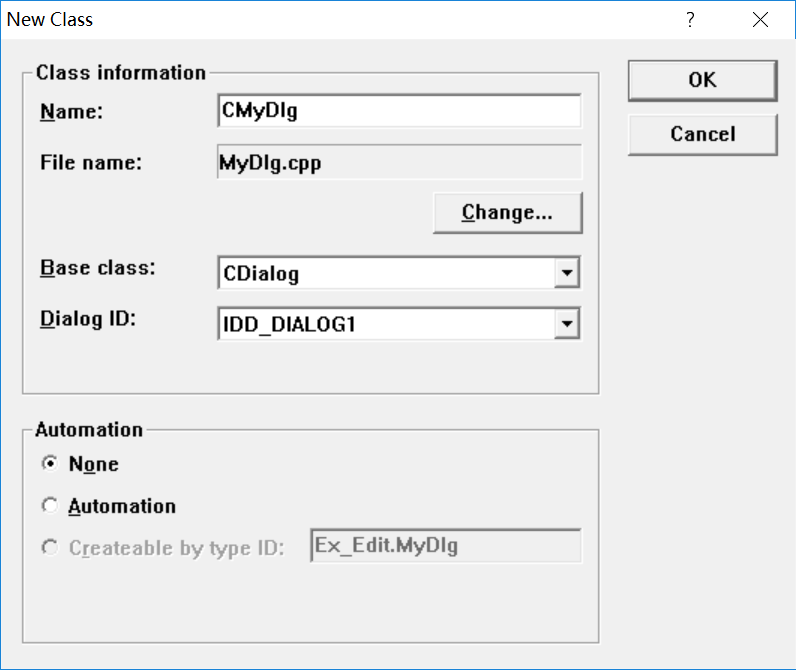 New Class
?
Class information
Name:
CMyDlg
OK
File name:
MyDlg.cpp
Cancel
Change...
Base class:
CDialog
Dialog ID:
IDD_DIALOG1
Automation
None
Automation
Createable by type ID:
Ex_Edit.MyDlg